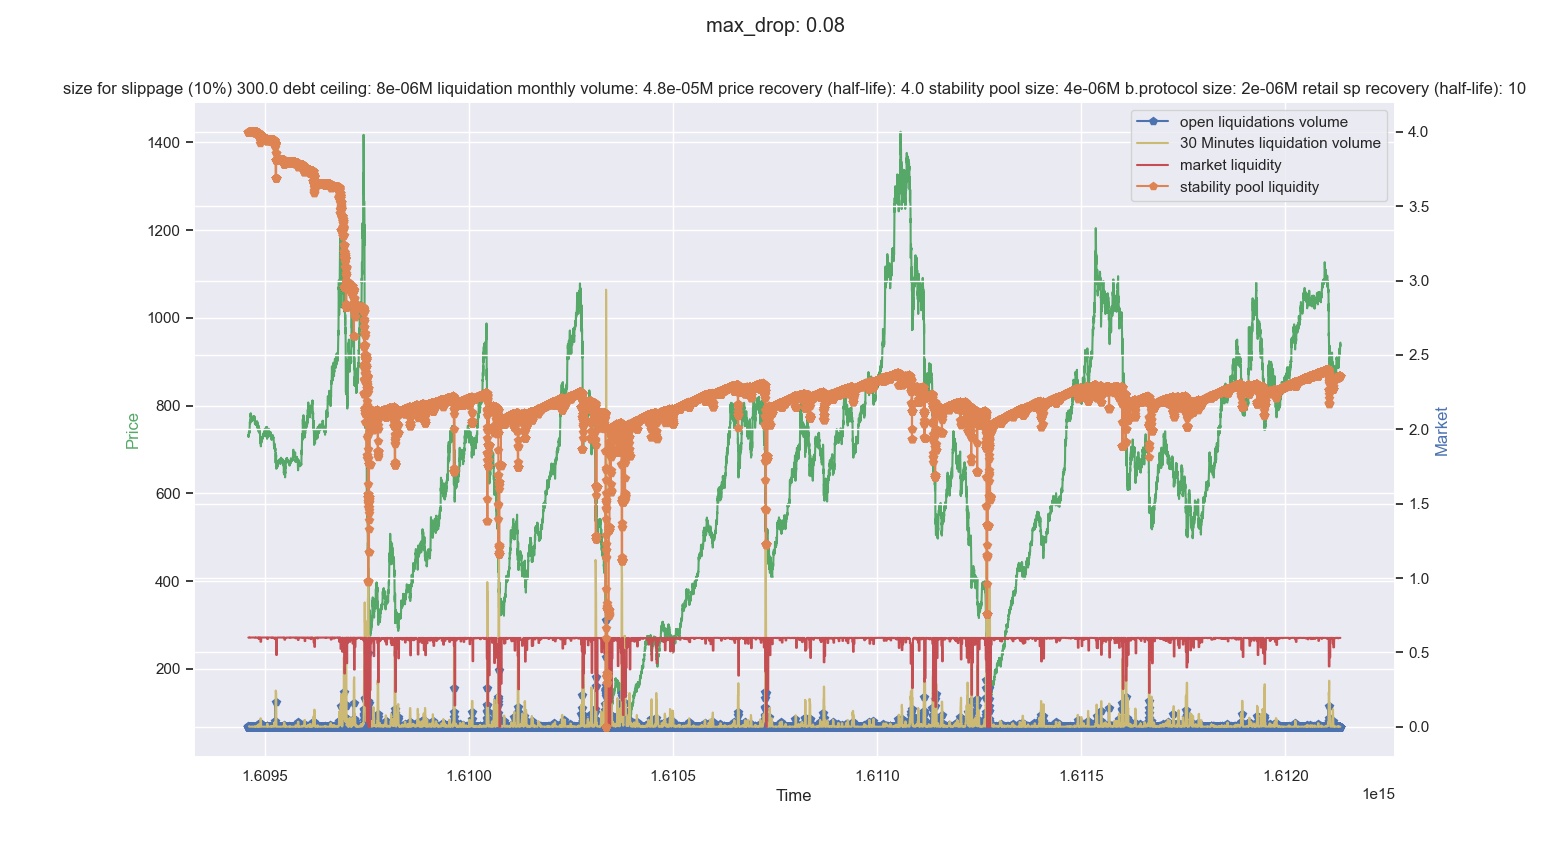 max_drop: 0.08
size for slippage (10%) 300.0 debt ceiling: 8e-06M liquidation monthly volume: 4.8e-05M price recovery (half-life): 4.0 stability pool size: 4e-06M b.protocol size: 2e-06M retail sp recovery (half-life): 10
open liquidations volume
30 Minutes liquidation volume
market liquidity
stability pool liquidity
1400
1200
1000
800
600
400
200
Price
4.0
3.5
3.0
2.5
2.0
1.5
1.0
0.5
0.0
Market
1.6095
1.6100
1.6105
1.6110
1.6115
1.6120
1e15
Time